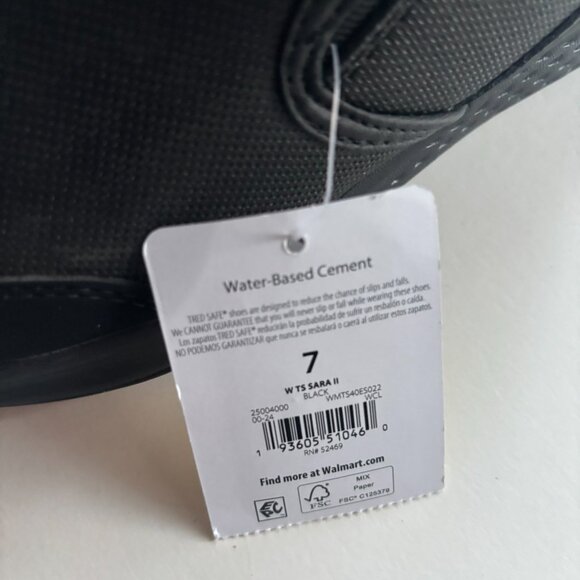 Water-Based Cement
TRED SAFE® shoes are designed to reduce the chance of slips and falls.
We CANNOT GUARANTEE that you will never slip or fall while wearing these shoes.
Los zapatos TRED SAFE® reducirán la probabilidad de sufrir un resbalón o caída.
NO PODEMOS GARANTIZAR que nunca se resbalará o caerá al utilizar estos zapatos.
7
W TS SARA II
BLACK
25004000 WMTS40ES022
00-24 WCL
1 93605 51046 0
RN# 52469
Find more at Walmart.com
FSC
MIX
Paper
FSC® C125379